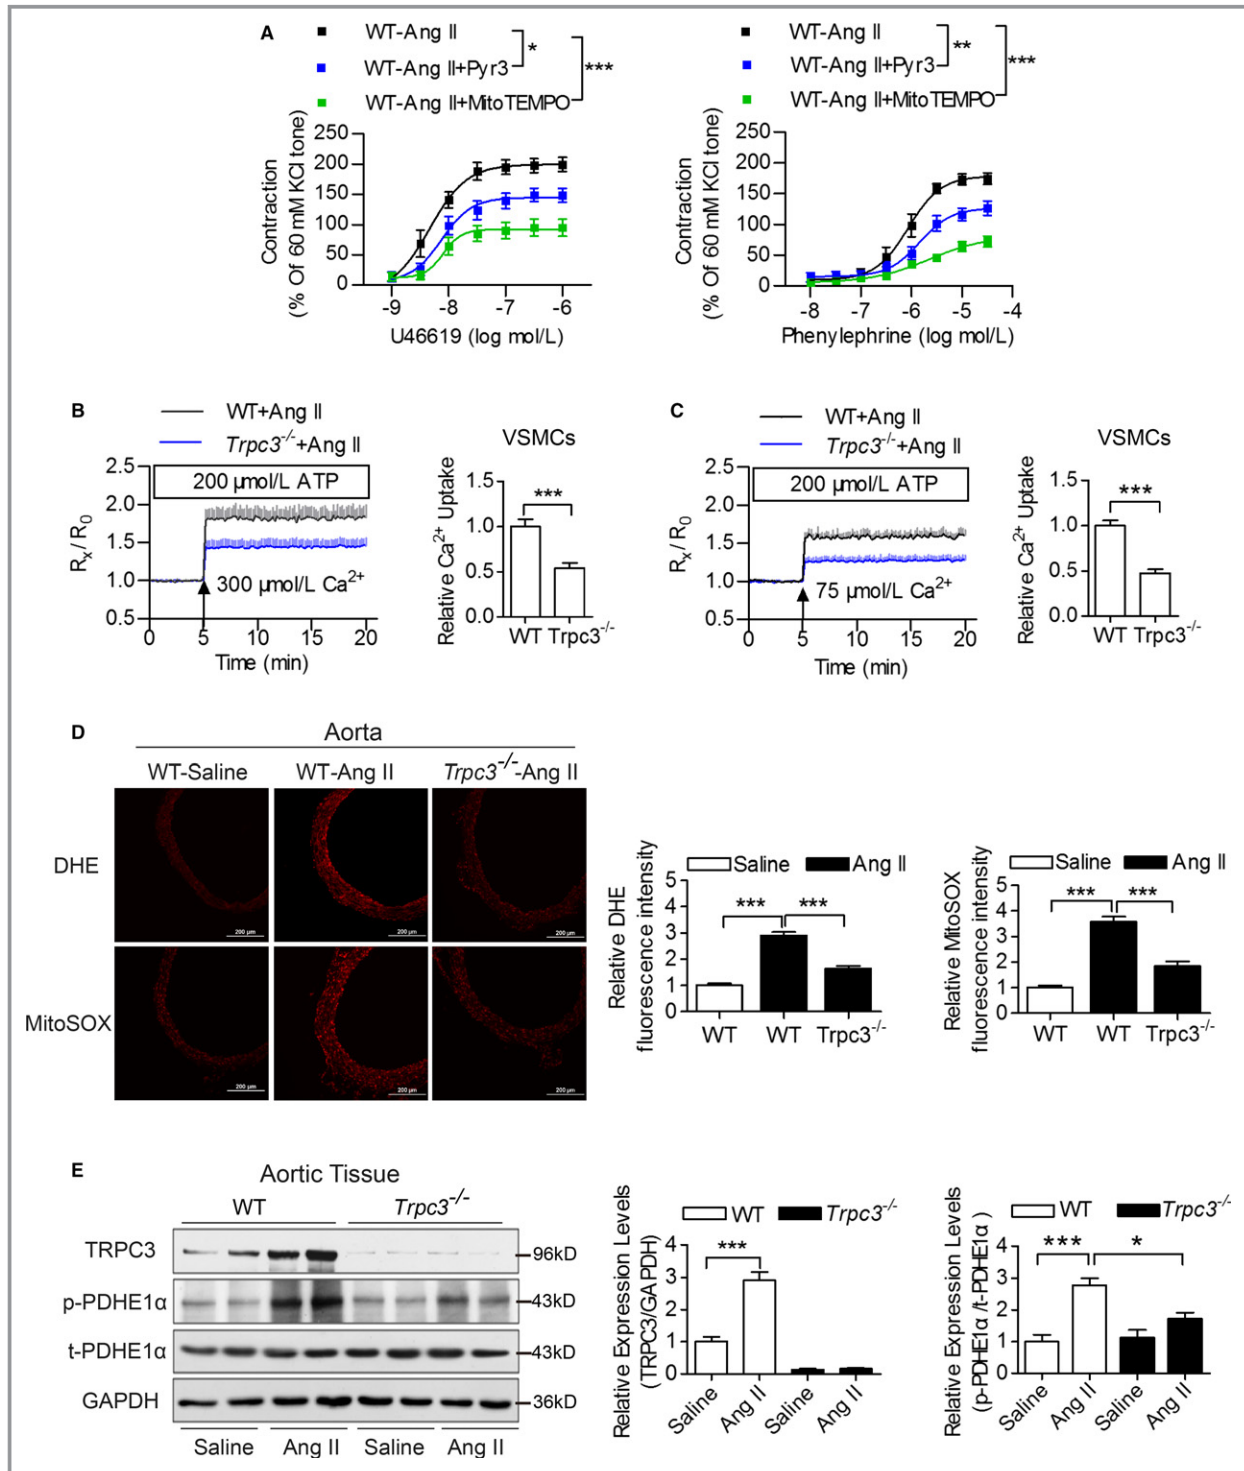 A
WT-Ang II
*
WT-Ang II+Pyr3
***
WT-Ang II+MitoTEMPO
Contraction
(% Of 60 mM KCl tone)
250
200
150
100
50
0
-9 -8 -7 -6
U46619 (log mol/L)
WT-Ang II
**
WT-Ang II+Pyr3
***
WT-Ang II+MitoTEMPO
Contraction
(% Of 60 mM KCl tone)
250
200
150
100
50
0
-8 -7 -6 -5 -4
Phenylephrine (log mol/L)
B
WT+Ang II
Trpc3-/-+Ang II
200 µmol/L ATP
Rx/ R0
2.5
2.0
1.5
1.0
0.5
300 µmol/L Ca2+
0 5 10 15 20
Time (min)
VSMCs
Relative Ca2+ Uptake
1.5
1.0
0.5
0.0
***
WT Trpc3-/-
C
WT+Ang II
Trpc3-/-+Ang II
200 µmol/L ATP
Rx/ R0
2.5
2.0
1.5
1.0
0.5
75 µmol/L Ca2+
0 5 10 15 20
Time (min)
VSMCs
Relative Ca2+ Uptake
1.5
1.0
0.5
0.0
***
WT Trpc3-/-
D
Aorta
WT-Saline WT-Ang II Trpc3-/--Ang II
DHE
200 µm 200 µm 200 µm
MitoSOX
200 µm 200 µm 200 µm
Saline Ang II
Relative DHE
fluorescence intensity
5
4
3
2
1
0
*** ***
WT WT Trpc3-/-
Saline Ang II
Relative MitoSOX
fluorescence intensity
5
4
3
2
1
0
*** ***
WT WT Trpc3-/-
E
Aortic Tissue
WT Trpc3-/-
TRPC3 96kD
p-PDHE1α 43kD
t-PDHE1α 43kD
GAPDH 36kD
Saline Ang II Saline Ang II
WT Trpc3-/-
Relative Expression Levels
(TRPC3/GAPDH)
4
3
2
1
0
***
Saline Ang II Saline Ang II
WT Trpc3-/-
Relative Expression Levels
(p-PDHE1α /t-PDHE1α)
4
3
2
1
0
*** *
Saline Ang II Saline Ang II